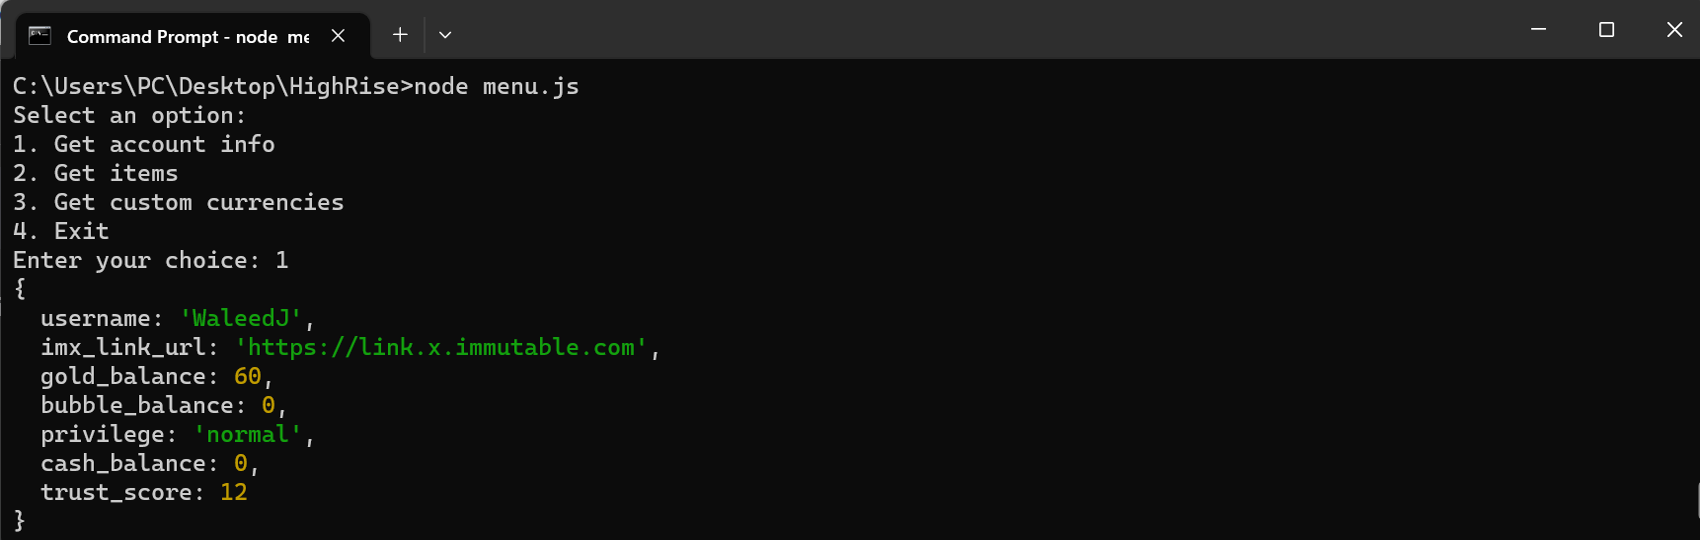 Command Prompt - node me
C:\Users\PC\Desktop\HighRise>node menu.js
Select an option:
1. Get account info
2. Get items
3. Get custom currencies
4. Exit
Enter your choice: 1
{
  username: 'WaleedJ',
  imx_link_url: 'https://link.x.immutable.com',
  gold_balance: 60,
  bubble_balance: 0,
  privilege: 'normal',
  cash_balance: 0,
  trust_score: 12
}